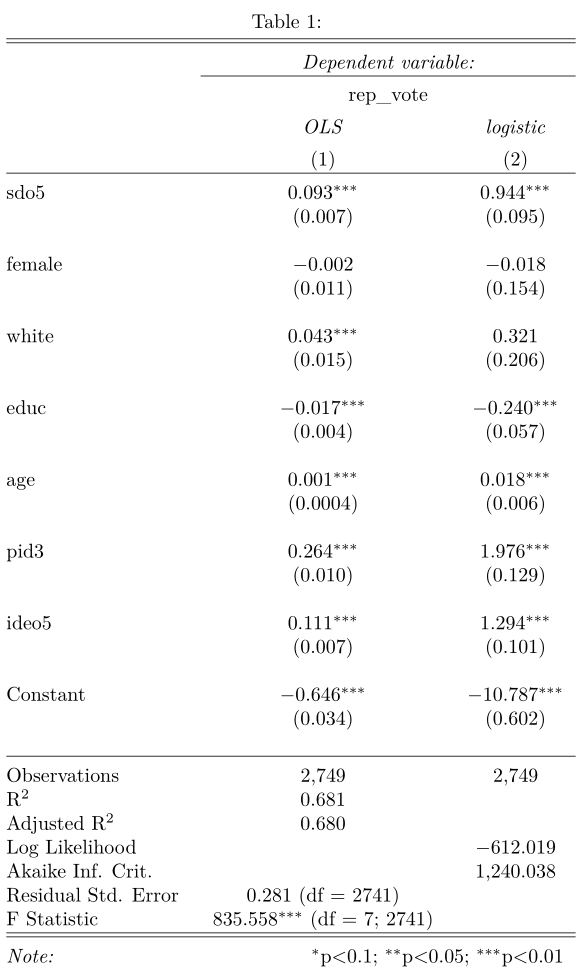 Table 1:
Dependent variable:
rep_vote
OLS logistic
(1) (2)
sdo5 0.093*** 0.944***
(0.007) (0.095)
female −0.002 −0.018
(0.011) (0.154)
white 0.043*** 0.321
(0.015) (0.206)
educ −0.017*** −0.240***
(0.004) (0.057)
age 0.001*** 0.018***
(0.0004) (0.006)
pid3 0.264*** 1.976***
(0.010) (0.129)
ideo5 0.111*** 1.294***
(0.007) (0.101)
Constant −0.646*** −10.787***
(0.034) (0.602)
Observations 2,749 2,749
R² 0.681
Adjusted R² 0.680
Log Likelihood −612.019
Akaike Inf. Crit. 1,240.038
Residual Std. Error 0.281 (df = 2741)
F Statistic 835.558*** (df = 7; 2741)
Note: *p<0.1; **p<0.05; ***p<0.01